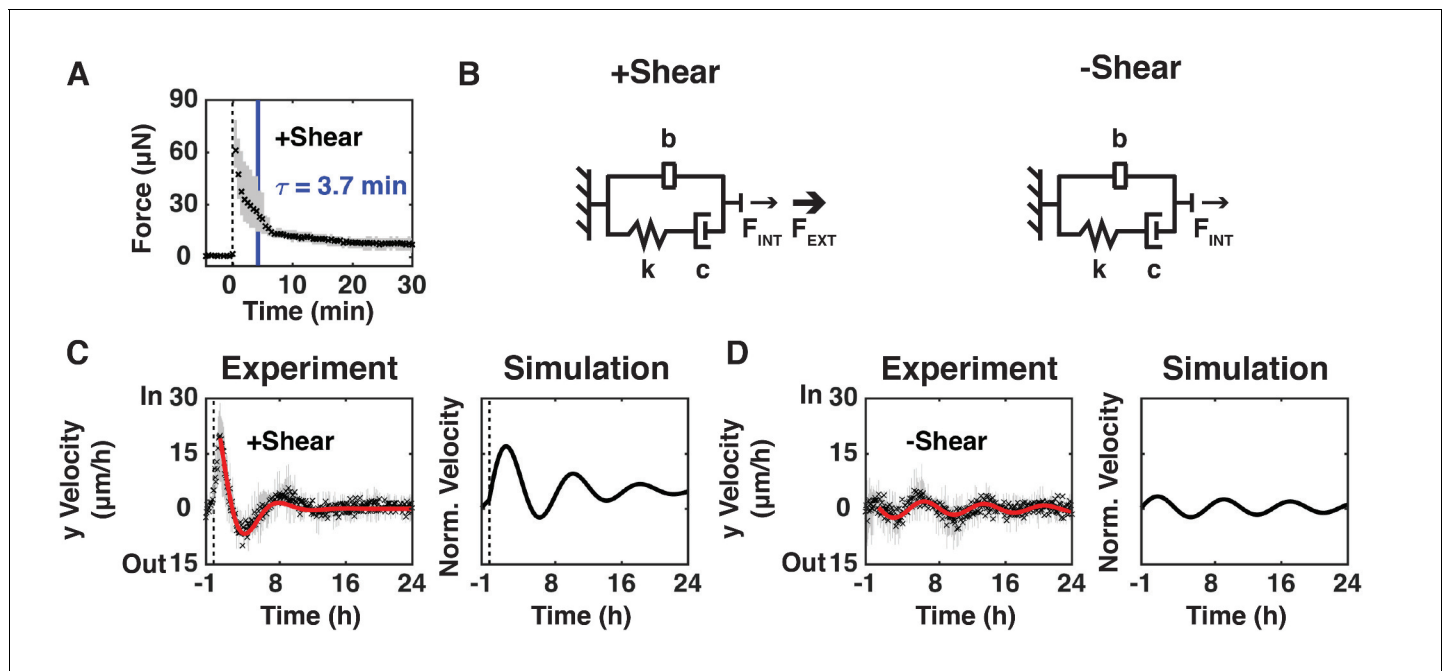 A
90
60
30
0
Force (µN)
+Shear
τ = 3.7 min
0 10 20 30
Time (min)
B
+Shear
b
k
c
F_INT F_EXT
-Shear
b
k
c
F_INT
C
Experiment
In 30
15
0
Out 15
y Velocity
(µm/h)
+Shear
-1 8 16 24
Time (h)
Simulation
Norm. Velocity
-1 8 16 24
Time (h)
D
Experiment
In 30
15
0
Out 15
y Velocity
(µm/h)
-Shear
-1 8 16 24
Time (h)
Simulation
Norm. Velocity
-1 8 16 24
Time (h)